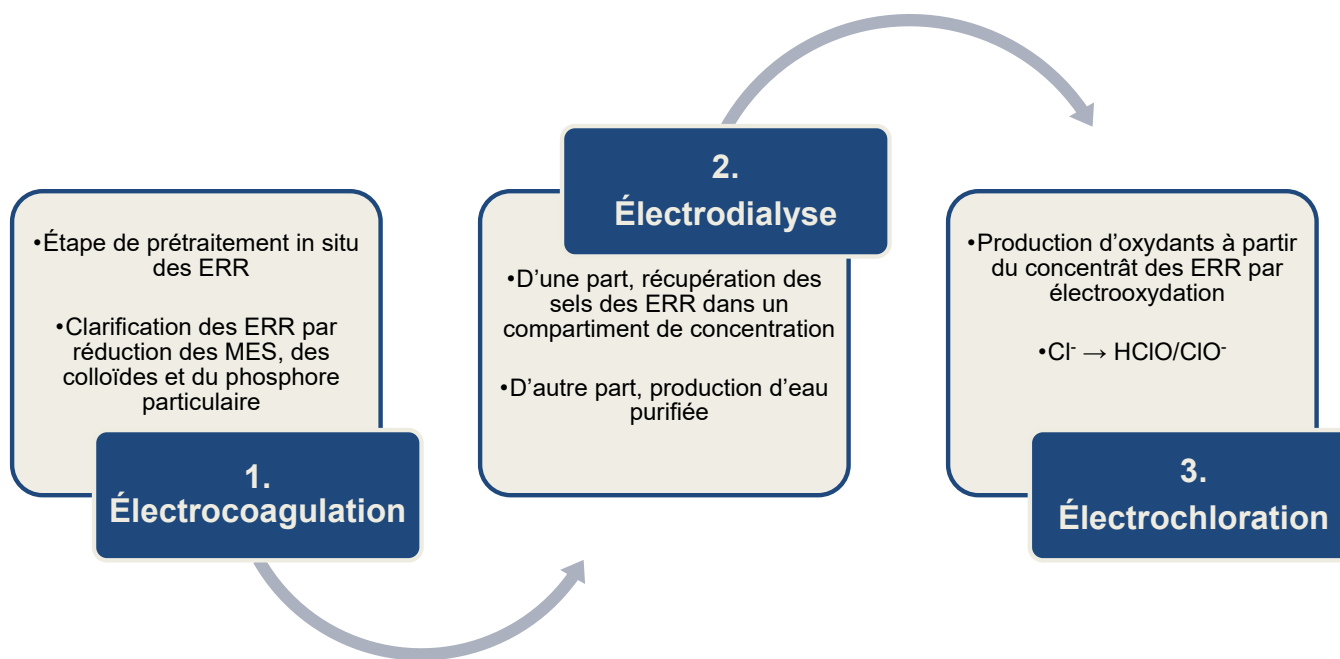 •Étape de prétraitement in situ
des ERR
•Clarification des ERR par
réduction des MES, des
colloïdes et du phosphore
particulaire
1.
Électrocoagulation
2.
Électrodialyse
•D’une part, récupération des
sels des ERR dans un
compartiment de concentration
•D’autre part, production d’eau
purifiée
•Production d’oxydants à partir
du concentrât des ERR par
électrooxydation
•Cl⁻ → HClO/ClO⁻
3.
Électrochloration